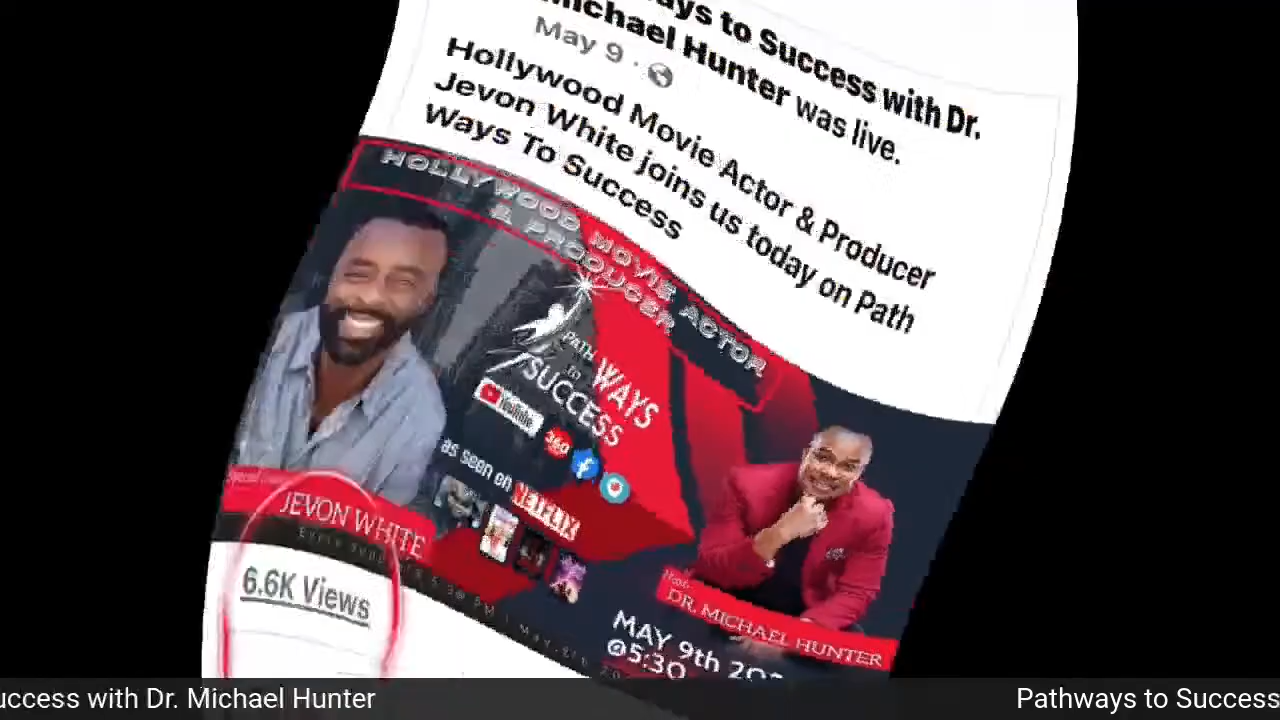 ays to Success with Dr.
Michael Hunter was live.
May 9 ·
Hollywood Movie Actor & Producer
Jevon White joins us today on Path
Ways To Success
HOLLYWOOD MOVIE ACTOR
& PRODUCER
PATH
TO
WAYS
SUCCESS
YouTube
360
as seen on
NETFLIX
JEVON WHITE
Host:
DR. MICHAEL HUNTER
MAY 9th 202
@5:30
6.6K Views
uccess with Dr. Michael Hunter
Pathways to Success